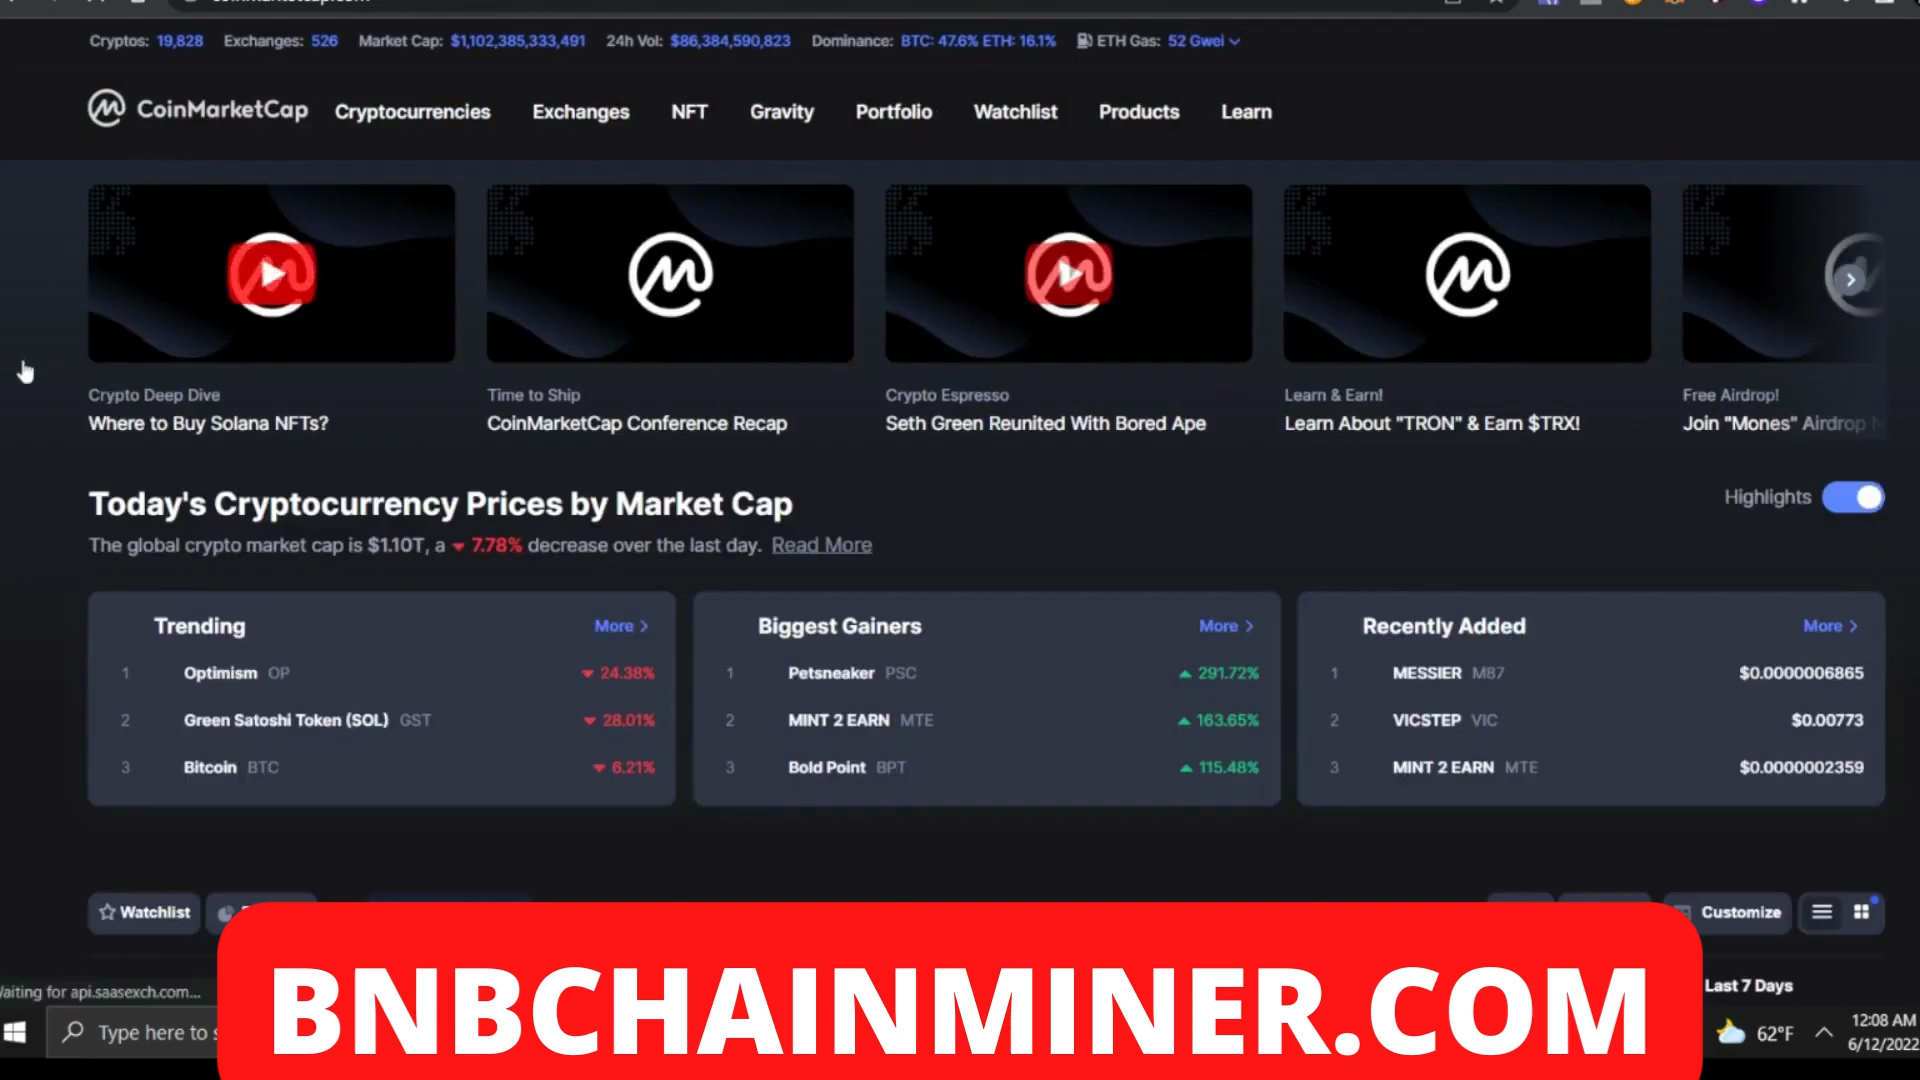 Cryptos: 19,828 Exchanges: 526 Market Cap: $1,102,385,333,491 24h Vol: $86,384,590,823 Dominance: BTC: 47.6% ETH: 16.1% ETH Gas: 52 Gwei
CoinMarketCap Cryptocurrencies Exchanges NFT Gravity Portfolio Watchlist Products Learn
Crypto Deep Dive
Where to Buy Solana NFTs?
Time to Ship
CoinMarketCap Conference Recap
Crypto Espresso
Seth Green Reunited With Bored Ape
Learn & Earn!
Learn About "TRON" & Earn $TRX!
Free Airdrop!
Join "Mones" Airdrop
Today's Cryptocurrency Prices by Market Cap
Highlights
The global crypto market cap is $1.10T, a 7.78% decrease over the last day. Read More
Trending More
1 Optimism OP 24.38%
2 Green Satoshi Token (SOL) GST 28.01%
3 Bitcoin BTC 6.21%
Biggest Gainers More
1 Petsneaker PSC 291.72%
2 MINT 2 EARN MTE 163.65%
3 Bold Point BPT 115.48%
Recently Added More
1 MESSIER M87 $0.0000006865
2 VICSTEP VIC $0.00773
3 MINT 2 EARN MTE $0.0000002359
Watchlist
Customize
Last 7 Days
aiting for api.saasexch.com...
BNBCHAINMINER.COM
Type here to s
62°F
12:08 AM
6/12/2022